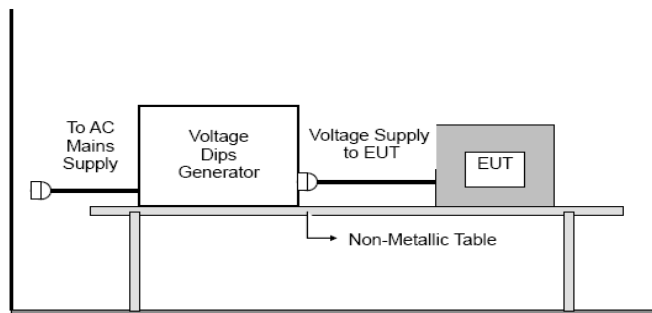 To AC
Mains
Supply
Voltage
Dips
Generator
Voltage Supply
to EUT
EUT
Non-Metallic Table